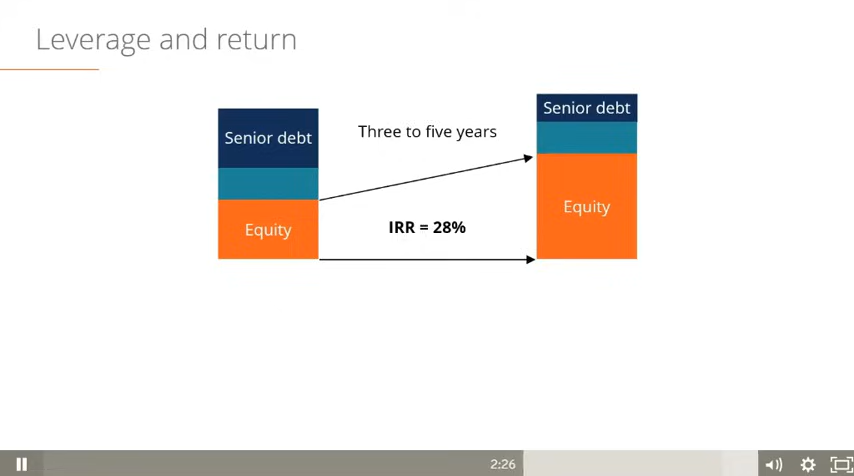 Leverage and return
Senior debt
Equity
Three to five years
IRR = 28%
Senior debt
Equity
2:26